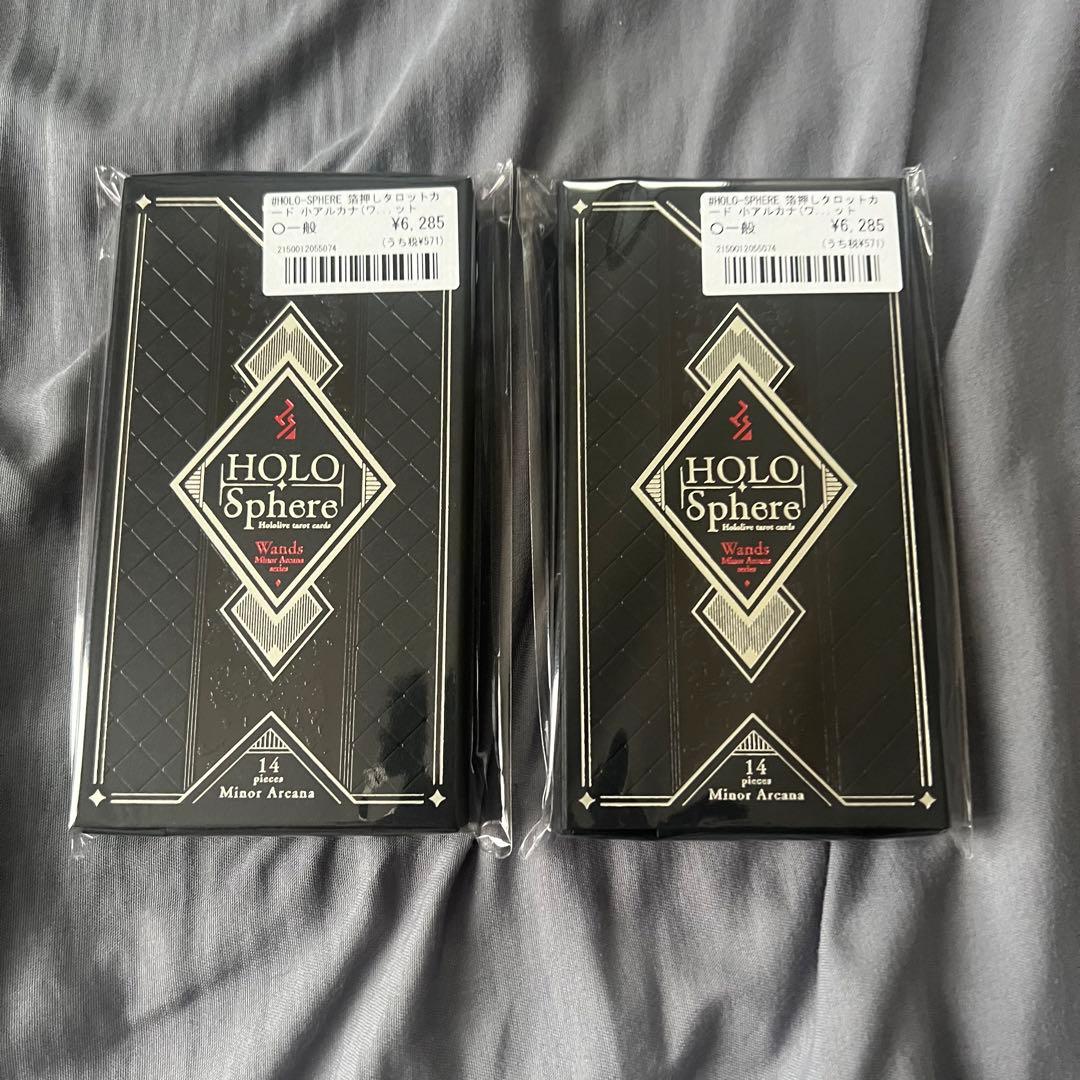 #HOLO-SPHERE 箔押しタロットカ
ード 小アルカナ(ワ...ット
〇一般 ¥6,285
2150012055074 (うち税¥571)
HOLO
Sphere
Hololive tarot cards
Wands
Minor Arcana
series
14
pieces
Minor Arcana
#HOLO-SPHERE 箔押しタロットカ
ード 小アルカナ(ワ...ット
〇一般 ¥6,285
2150012055074 (うち税¥571)
HOLO
Sphere
Hololive tarot cards
Wands
Minor Arcana
series
14
pieces
Minor Arcana